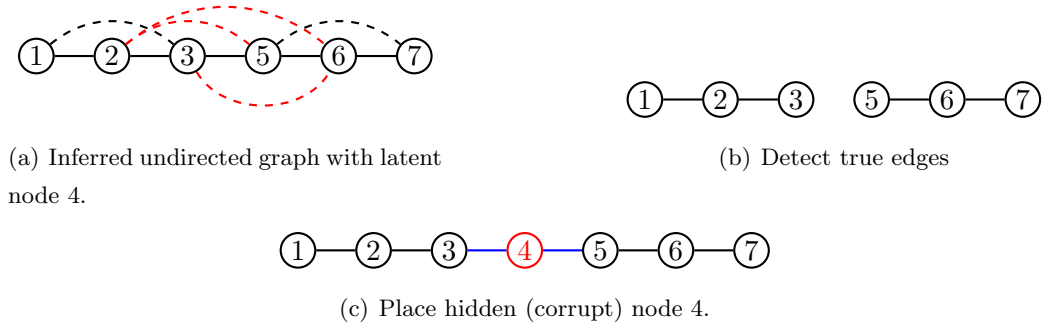 1 2 3 5 6 7
(a) Inferred undirected graph with latent
node 4.
1 2 3 5 6 7
(b) Detect true edges
1 2 3 4 5 6 7
(c) Place hidden (corrupt) node 4.